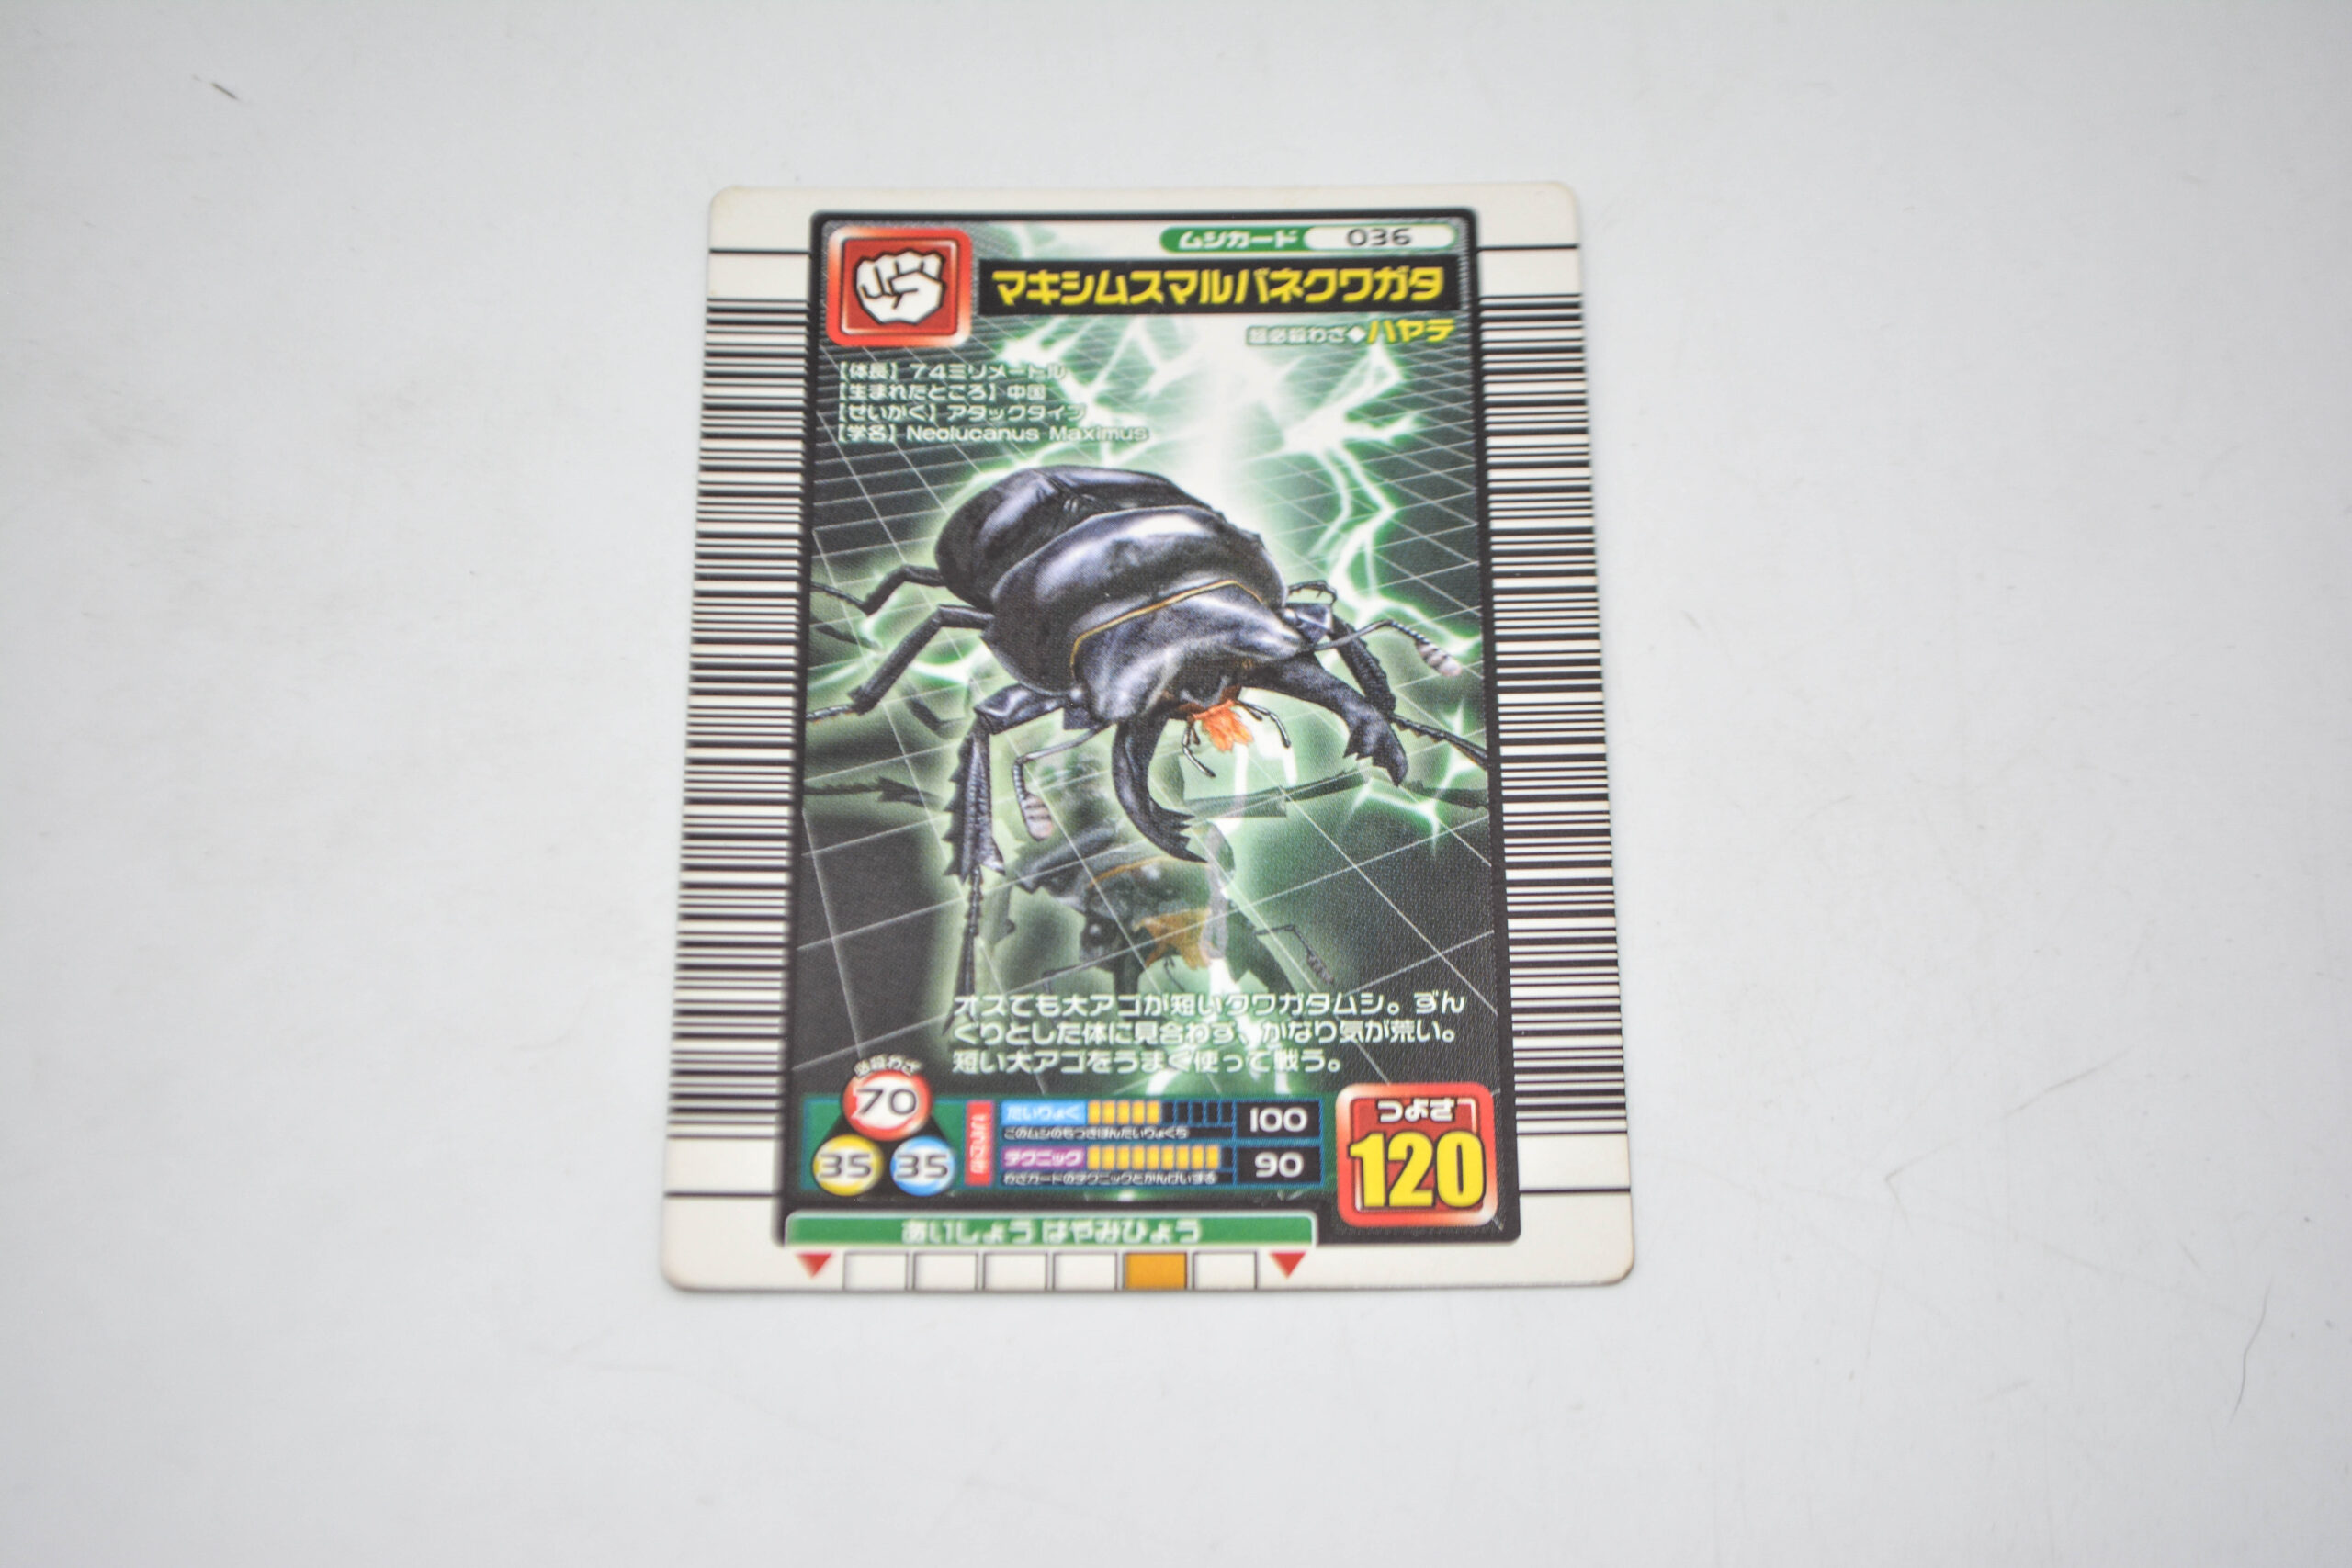 ムシカード 036
マキシムスマルバネクワガタ
超必殺わざ◆ハヤテ
【体長】74ミリメートル
【生まれたところ】中国
【せいかく】アタックタイプ
【学名】Neolucanus Maximus
オスでも大アゴが短いクワガタムシ。ずん
ぐりとした体に見合わず、かなり気が荒い。
短い大アゴをうまく使って戦う。
必殺わざ
70
35 35
たいりょく 100
このムシのもつきほんたいりょくち
テクニック 90
わざカードのテクニックとかんけいする
つよさ
120
あいしょう はやみひょう